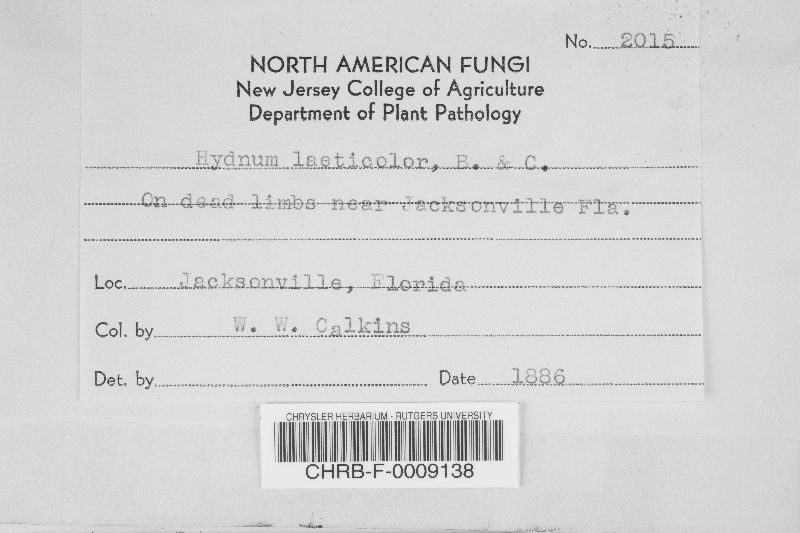 No. 2015
NORTH AMERICAN FUNGI
New Jersey College of Agriculture
Department of Plant Pathology
Hydnum laeticolor, B. & C.
On dead limbs near Jacksonville Fla.
Loc. Jacksonville, Florida
Col. by W. W. Calkins
Det. by Date 1886
CHRYSLER HERBARIUM - RUTGERS UNIVERSITY
CHRB-F-0009138